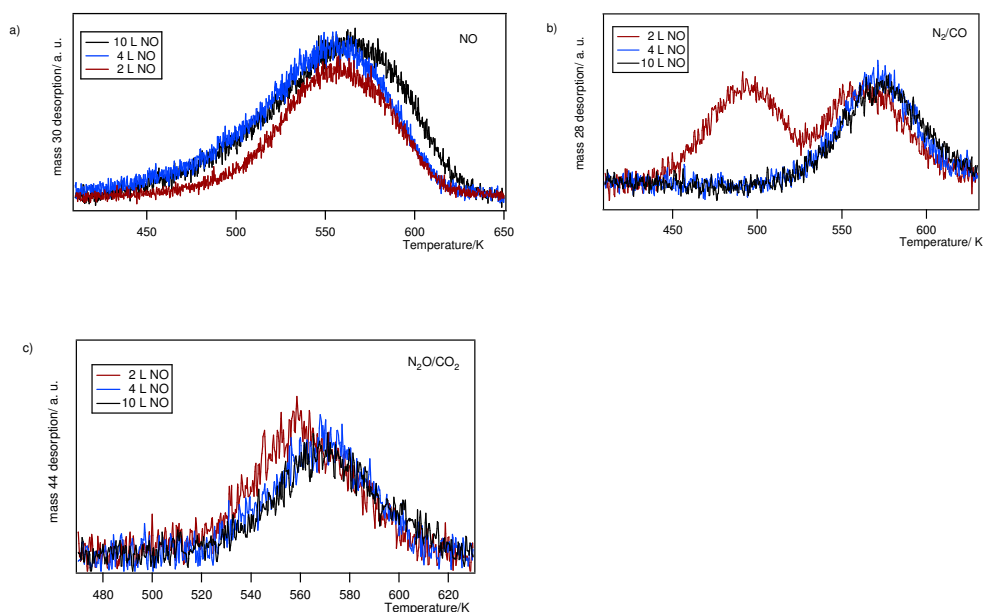 a)
10 L NO
4 L NO
2 L NO
NO
mass 30 desorption/ a. u.
450 500 550 600 650
Temperature/K
b)
2 L NO
4 L NO
10 L NO
N₂/CO
mass 28 desorption/ a. u.
450 500 550 600
Temperature/ K
c)
2 L NO
4 L NO
10 L NO
N₂O/CO₂
mass 44 desorption/ a. u.
480 500 520 540 560 580 600 620
Temperature/K